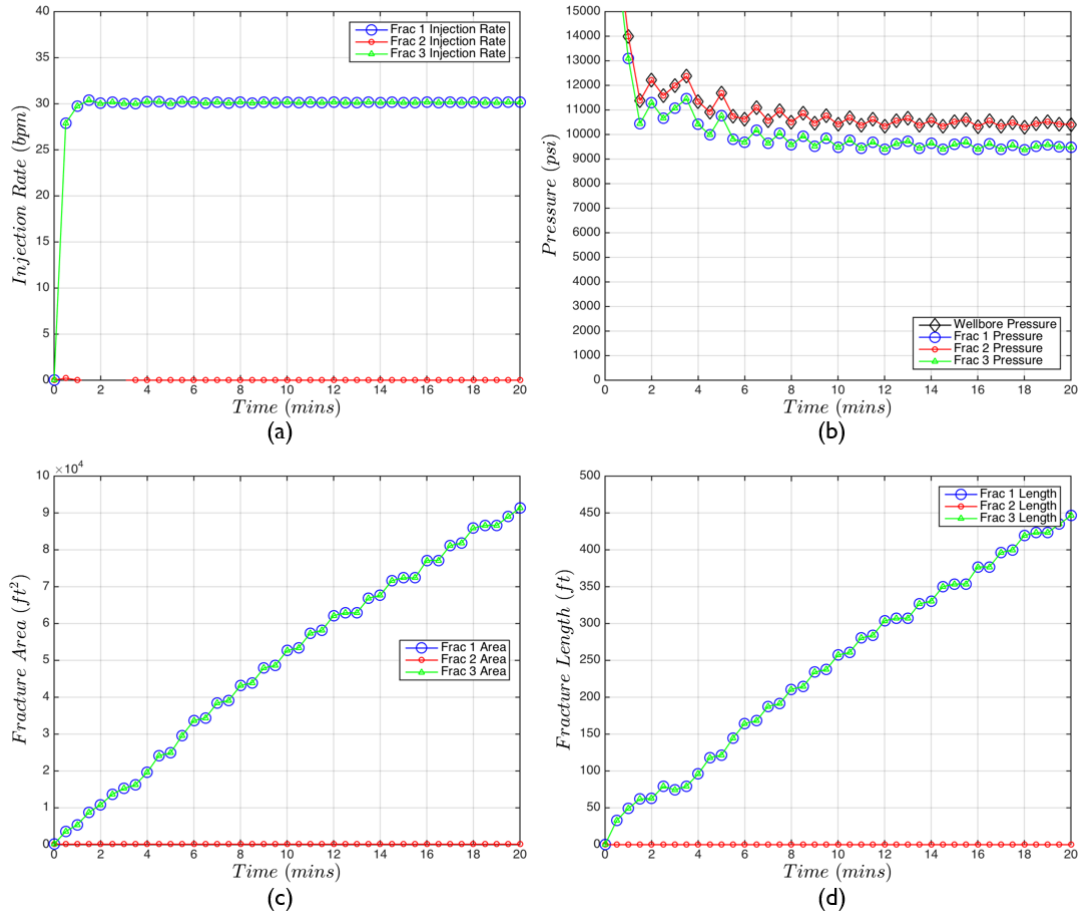 40
35
30
25
20
15
10
5
0
Injection Rate (bpm)
Frac 1 Injection Rate
Frac 2 Injection Rate
Frac 3 Injection Rate
0 2 4 6 8 10 12 14 16 18 20
Time (mins)
(a)
15000
14000
13000
12000
11000
10000
9000
8000
7000
6000
5000
4000
3000
2000
1000
0
Pressure (psi)
Wellbore Pressure
Frac 1 Pressure
Frac 2 Pressure
Frac 3 Pressure
0 2 4 6 8 10 12 14 16 18 20
Time (mins)
(b)
×10⁴
10
9
8
7
6
5
4
3
2
1
0
Fracture Area (ft²)
Frac 1 Area
Frac 2 Area
Frac 3 Area
0 2 4 6 8 10 12 14 16 18 20
Time (mins)
(c)
500
450
400
350
300
250
200
150
100
50
0
Fracture Length (ft)
Frac 1 Length
Frac 2 Length
Frac 3 Length
0 2 4 6 8 10 12 14 16 18 20
Time (mins)
(d)